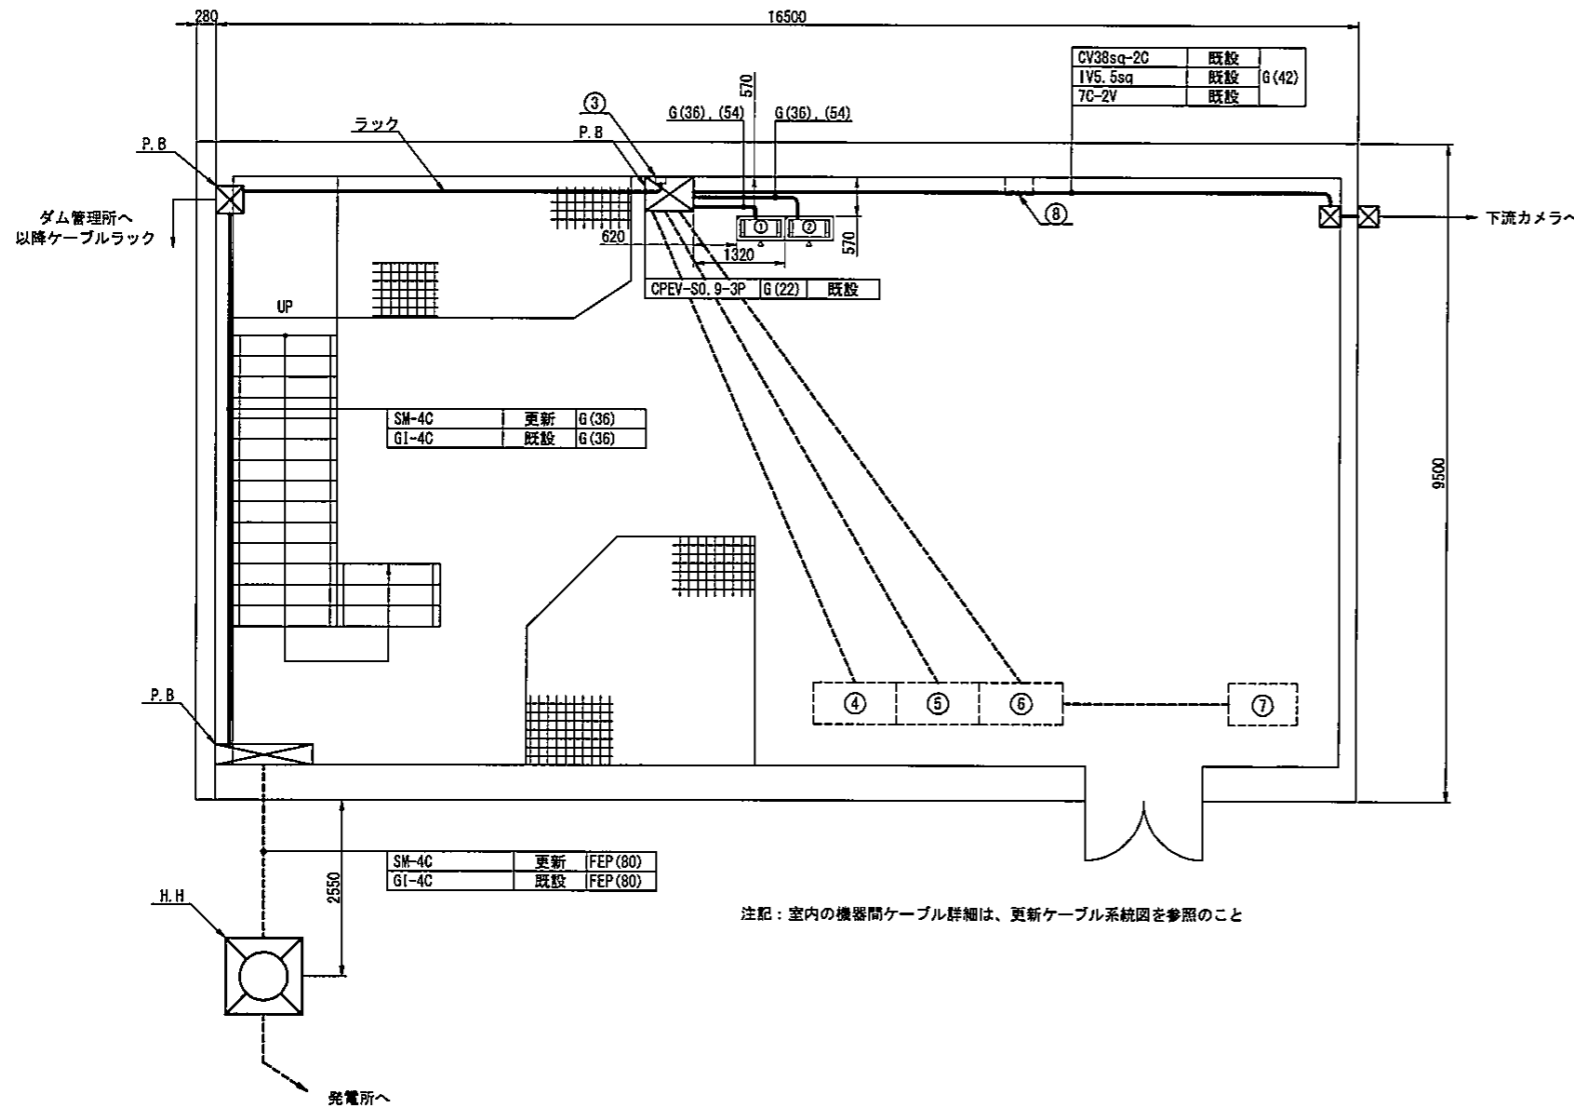 280
16500
CV38sq-2C 既設
IV5.5sq 既設 G(42)
7C-2V 既設
570
③
G(36),(54)
G(36),(54)
ラック
P.B
P.B
ダム管理所へ
以降ケーブルラック
① ②
⑧
下流カメラへ
620
1320
570
CPEV-S0.9-3P G(22) 既設
UP
SM-4C 更新 G(36)
GI-4C 既設 G(36)
9500
P.B
④ ⑤ ⑥ ⑦
2550
SM-4C 更新 FEP(80)
GI-4C 既設 FEP(80)
H.H
注記：室内の機器間ケーブル詳細は、更新ケーブル系統図を参照のこと
発電所へ